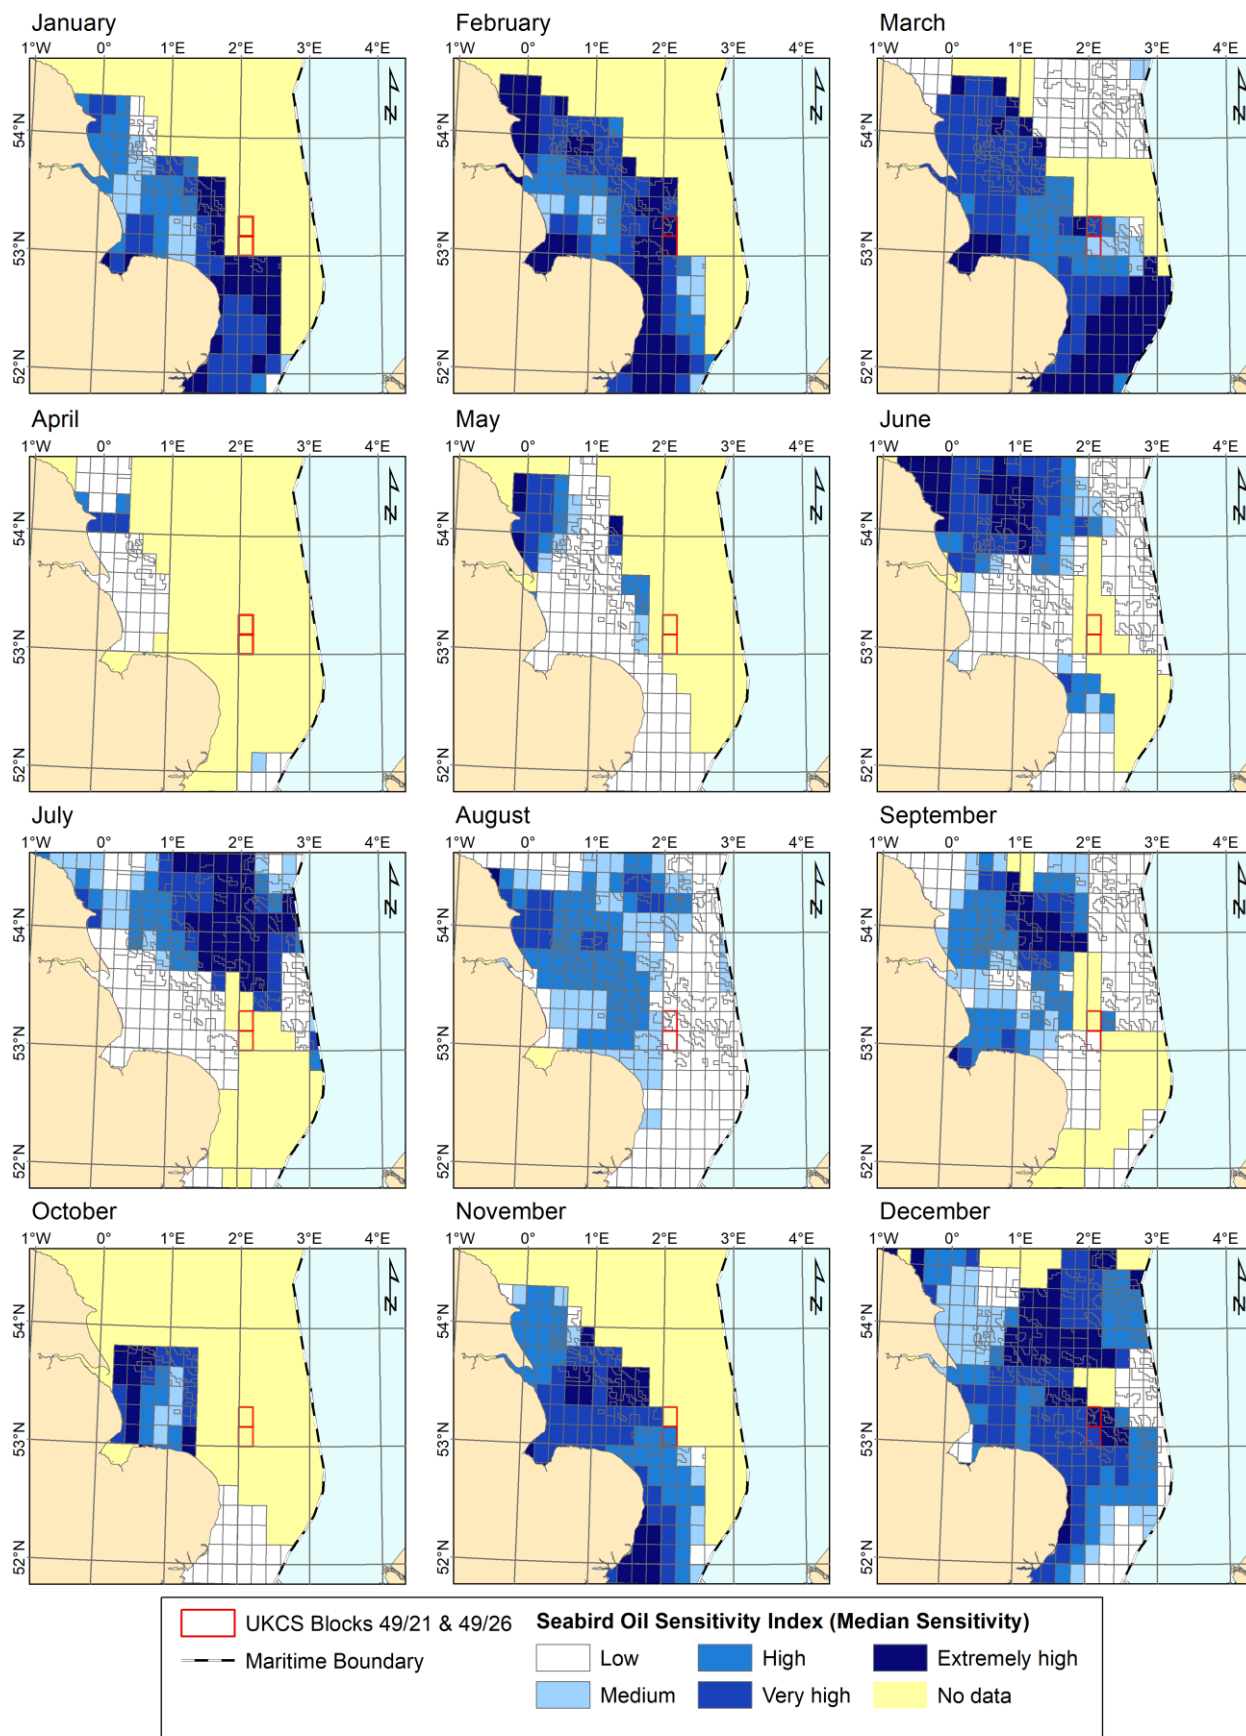 January
February
March
1°W 0° 1°E 2°E 3°E 4°E
1°W 0° 1°E 2°E 3°E 4°E
1°W 0° 1°E 2°E 3°E 4°E
54°N
53°N
52°N
N
54°N
53°N
52°N
N
54°N
53°N
52°N
N
April
May
June
1°W 0° 1°E 2°E 3°E 4°E
1°W 0° 1°E 2°E 3°E 4°E
1°W 0° 1°E 2°E 3°E 4°E
54°N
53°N
52°N
N
54°N
53°N
52°N
N
54°N
53°N
52°N
N
July
August
September
1°W 0° 1°E 2°E 3°E 4°E
1°W 0° 1°E 2°E 3°E 4°E
1°W 0° 1°E 2°E 3°E 4°E
54°N
53°N
52°N
N
54°N
53°N
52°N
N
54°N
53°N
52°N
N
October
November
December
1°W 0° 1°E 2°E 3°E 4°E
1°W 0° 1°E 2°E 3°E 4°E
1°W 0° 1°E 2°E 3°E 4°E
54°N
53°N
52°N
N
54°N
53°N
52°N
N
54°N
53°N
52°N
N
UKCS Blocks 49/21 & 49/26
Maritime Boundary
Seabird Oil Sensitivity Index (Median Sensitivity)
Low High Extremely high
Medium Very high No data